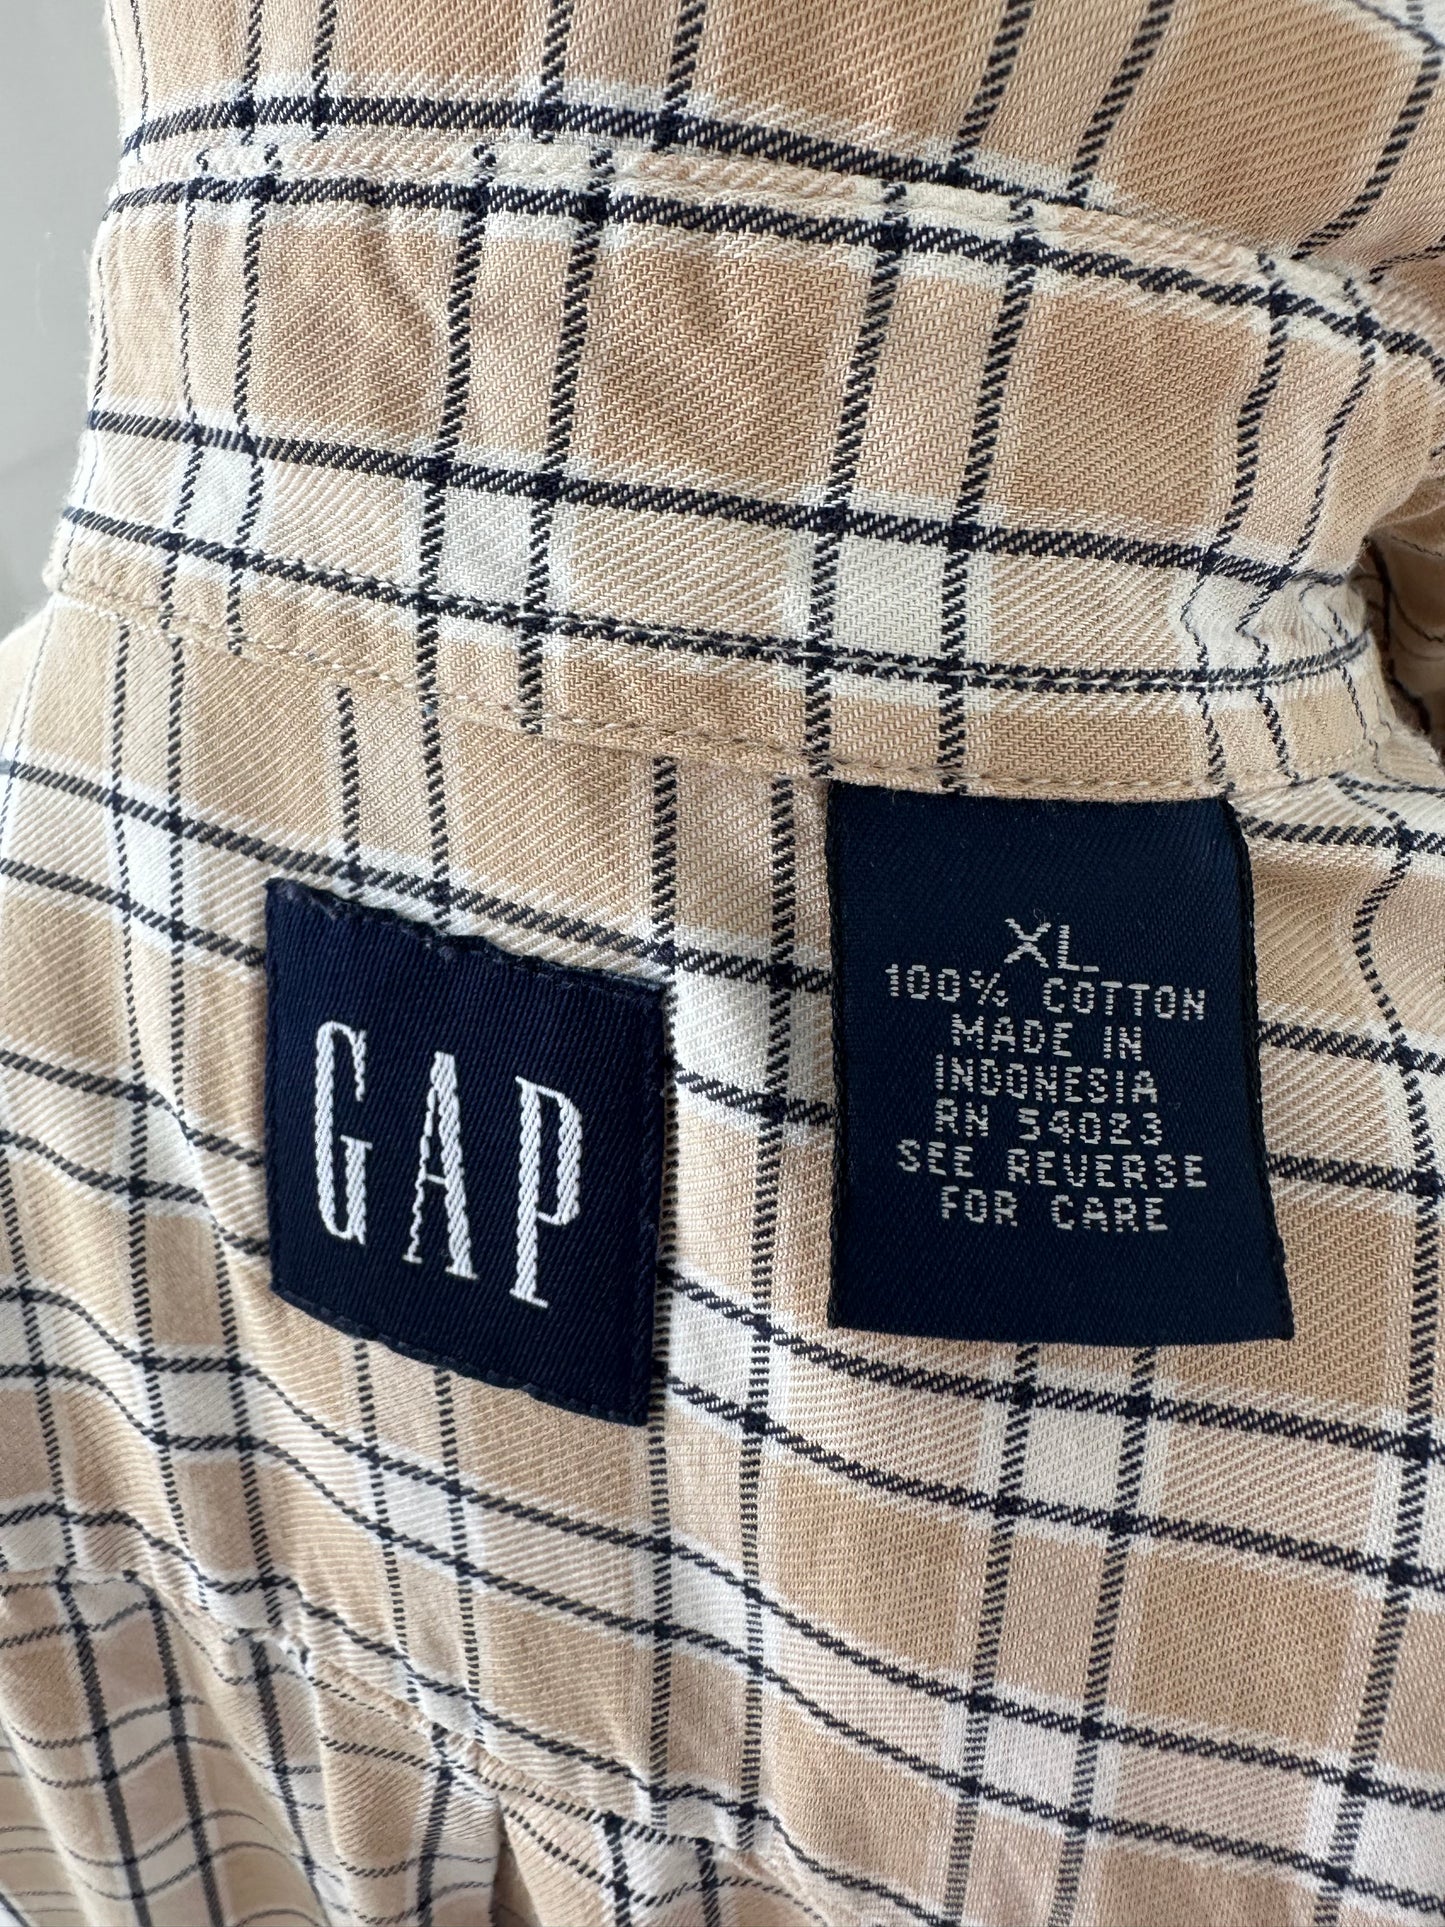 GAP
XL
100% COTTON
MADE IN
INDONESIA
RN 54023
SEE REVERSE
FOR CARE